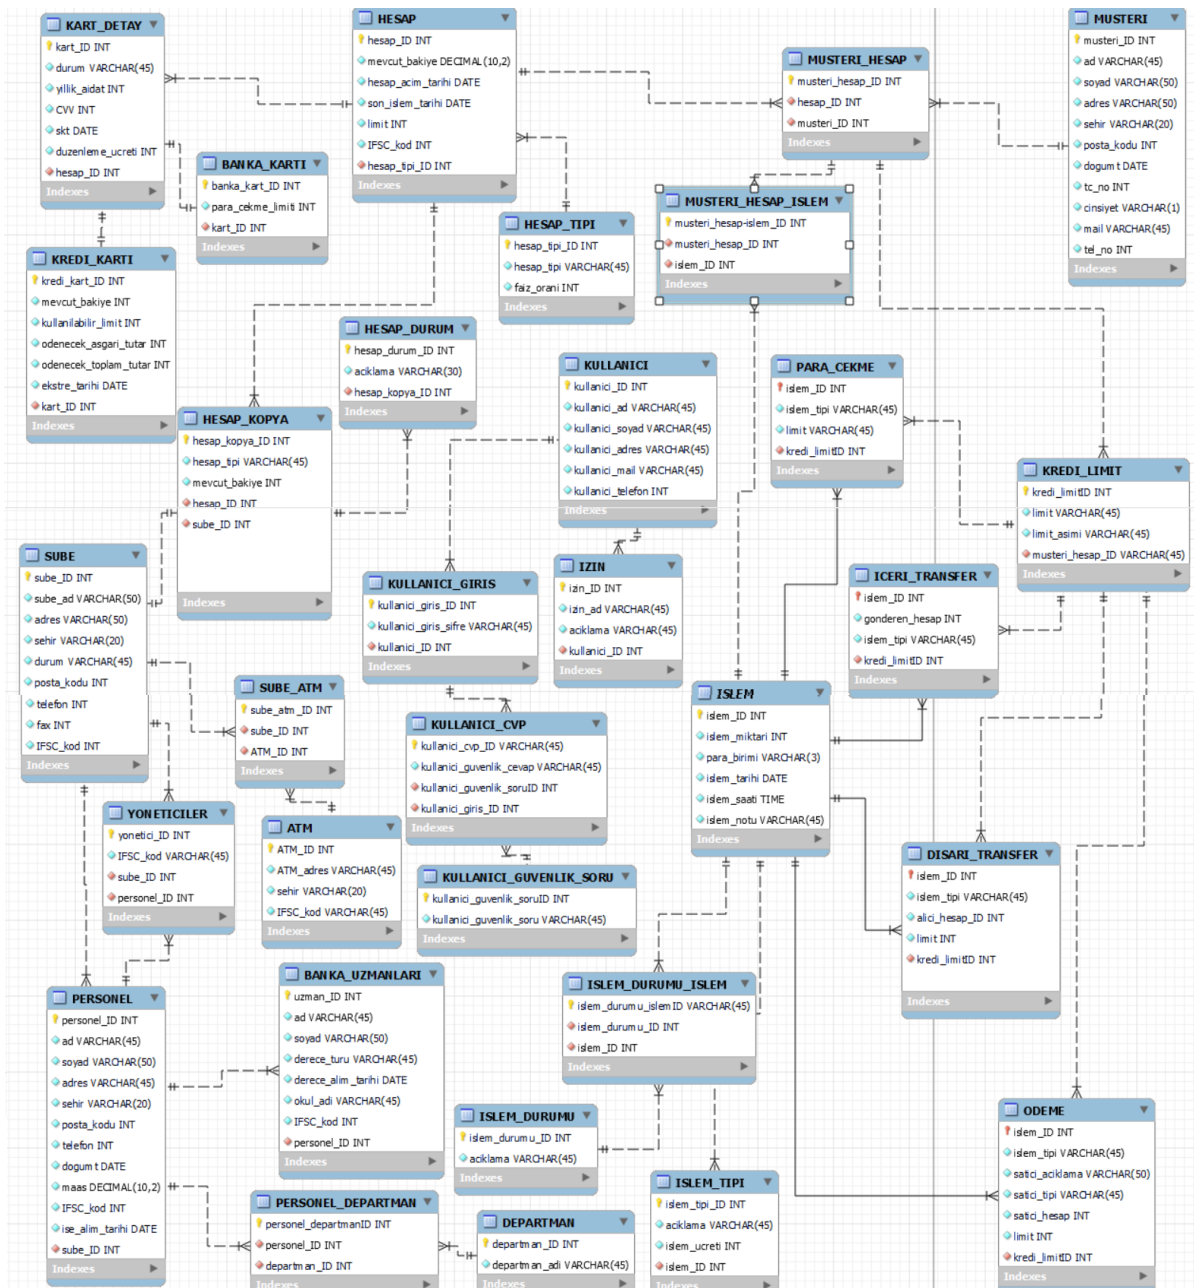 KART_DETAY
kart_ID INT
durum VARCHAR(45)
yillik_aidat INT
CVV INT
skt DATE
duzenleme_ucreti INT
hesap_ID INT
Indexes
HESAP
hesap_ID INT
mevcut_bakiye DECIMAL(10,2)
hesap_acim_tarihi DATE
son_islem_tarihi DATE
limit INT
IFSC_kod INT
hesap_tipi_ID INT
Indexes
MUSTERI_HESAP
musteri_hesap_ID INT
hesap_ID INT
musteri_ID INT
Indexes
MUSTERI
musteri_ID INT
ad VARCHAR(45)
soyad VARCHAR(50)
adres VARCHAR(50)
sehir VARCHAR(20)
posta_kodu INT
dogumt DATE
tc_no INT
cinsiyet VARCHAR(1)
mail VARCHAR(45)
tel_no INT
Indexes
BANKA_KARTI
banka_kart_ID INT
para_cekme_limiti INT
kart_ID INT
Indexes
HESAP_TIPI
hesap_tipi_ID INT
hesap_tipi VARCHAR(45)
faiz_orani INT
Indexes
MUSTERI_HESAP_ISLEM
musteri_hesap-islem_ID INT
musteri_hesap_ID INT
islem_ID INT
Indexes
KREDI_KARTI
kredi_kart_ID INT
mevcut_bakiye INT
kullanilabilir_limit INT
odenecek_asgari_tutar INT
odenecek_toplam_tutar INT
ekstre_tarihi DATE
kart_ID INT
Indexes
HESAP_DURUM
hesap_durum_ID INT
aciklama VARCHAR(30)
hesap_kopya_ID INT
Indexes
KULLANICI
kullanici_ID INT
kullanici_ad VARCHAR(45)
kullanici_soyad VARCHAR(45)
kullanici_adres VARCHAR(45)
kullanici_mail VARCHAR(45)
kullanici_telefon INT
Indexes
PARA_CEKME
islem_ID INT
islem_tipi VARCHAR(45)
limit VARCHAR(45)
kredi_limitID INT
Indexes
HESAP_KOPYA
hesap_kopya_ID INT
hesap_tipi VARCHAR(45)
mevcut_bakiye INT
hesap_ID INT
sube_ID INT
Indexes
KREDI_LIMIT
kredi_limitID INT
limit VARCHAR(45)
limit_asimi VARCHAR(45)
musteri_hesap_ID VARCHAR(45)
Indexes
SUBE
sube_ID INT
sube_ad VARCHAR(50)
adres VARCHAR(50)
sehir VARCHAR(20)
durum VARCHAR(45)
posta_kodu INT
telefon INT
fax INT
IFSC_kod INT
Indexes
KULLANICI_GIRIS
kullanici_giris_ID INT
kullanici_giris_sifre VARCHAR(45)
kullanici_ID INT
Indexes
IZIN
izin_ID INT
izin_ad VARCHAR(45)
aciklama VARCHAR(45)
kullanici_ID INT
Indexes
ICERI_TRANSFER
islem_ID INT
gonderen_hesap INT
islem_tipi VARCHAR(45)
kredi_limitID INT
Indexes
SUBE_ATM
sube_atm_ID INT
sube_ID INT
ATM_ID INT
Indexes
KULLANICI_CVP
kullanici_cvp_ID VARCHAR(45)
kullanici_guvenlik_cevap VARCHAR(45)
kullanici_guvenlik_soruID INT
kullanici_giris_ID INT
Indexes
ISLEM
islem_ID INT
islem_miktari INT
para_birimi VARCHAR(3)
islem_tarihi DATE
islem_saati TIME
islem_notu VARCHAR(45)
Indexes
YONETICILER
yonetici_ID INT
IFSC_kod VARCHAR(45)
sube_ID INT
personel_ID INT
Indexes
ATM
ATM_ID INT
ATM_adres VARCHAR(45)
sehir VARCHAR(20)
IFSC_kod VARCHAR(45)
Indexes
KULLANICI_GUVENLIK_SORU
kullanici_guvenlik_soruID INT
kullanici_guvenlik_soru VARCHAR(45)
Indexes
DISARI_TRANSFER
islem_ID INT
islem_tipi VARCHAR(45)
alici_hesap_ID INT
limit INT
kredi_limitID INT
Indexes
PERSONEL
personel_ID INT
ad VARCHAR(45)
soyad VARCHAR(50)
adres VARCHAR(45)
sehir VARCHAR(20)
posta_kodu INT
telefon INT
dogumt DATE
maas DECIMAL(10,2)
IFSC_kod INT
ise_alim_tarihi DATE
sube_ID INT
Indexes
BANKA_UZMANLARI
uzman_ID INT
ad VARCHAR(45)
soyad VARCHAR(50)
derece_turu VARCHAR(45)
derece_alim_tarihi DATE
okul_adi VARCHAR(45)
IFSC_kod INT
personel_ID INT
Indexes
ISLEM_DURUMU_ISLEM
islem_durumu_islemID VARCHAR(45)
islem_durumu_ID INT
islem_ID INT
Indexes
ISLEM_DURUMU
islem_durumu_ID INT
aciklama VARCHAR(45)
Indexes
ODEME
islem_ID INT
islem_tipi VARCHAR(45)
satici_aciklama VARCHAR(50)
satici_tipi VARCHAR(45)
satici_hesap INT
limit INT
kredi_limitID INT
Indexes
ISLEM_TIPI
islem_tipi_ID INT
aciklama VARCHAR(45)
islem_ucreti INT
islem_ID INT
Indexes
PERSONEL_DEPARTMAN
personel_departmanID INT
personel_ID INT
departman_ID INT
Indexes
DEPARTMAN
departman_ID INT
departman_adi VARCHAR(45)
Indexes